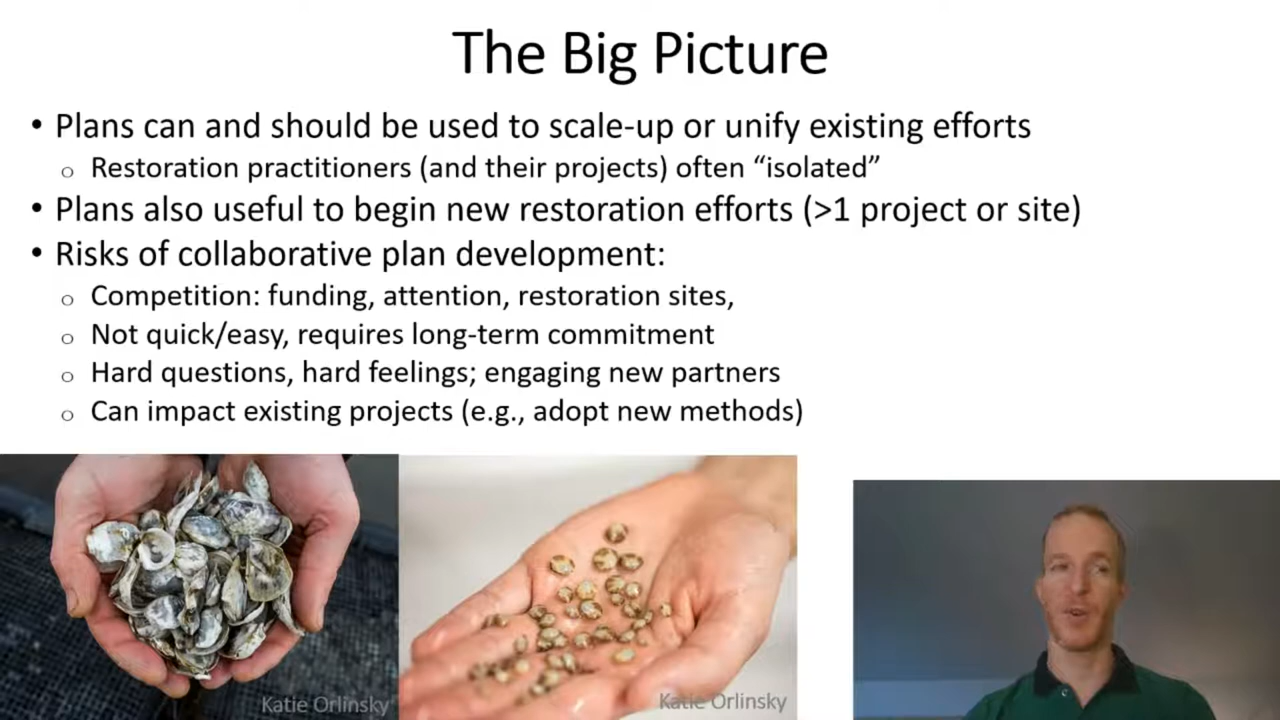 The Big Picture
• Plans can and should be used to scale-up or unify existing efforts
o Restoration practitioners (and their projects) often “isolated”
• Plans also useful to begin new restoration efforts (>1 project or site)
• Risks of collaborative plan development:
o Competition: funding, attention, restoration sites,
o Not quick/easy, requires long-term commitment
o Hard questions, hard feelings; engaging new partners
o Can impact existing projects (e.g., adopt new methods)
Katie Orlinsky
Katie Orlinsky